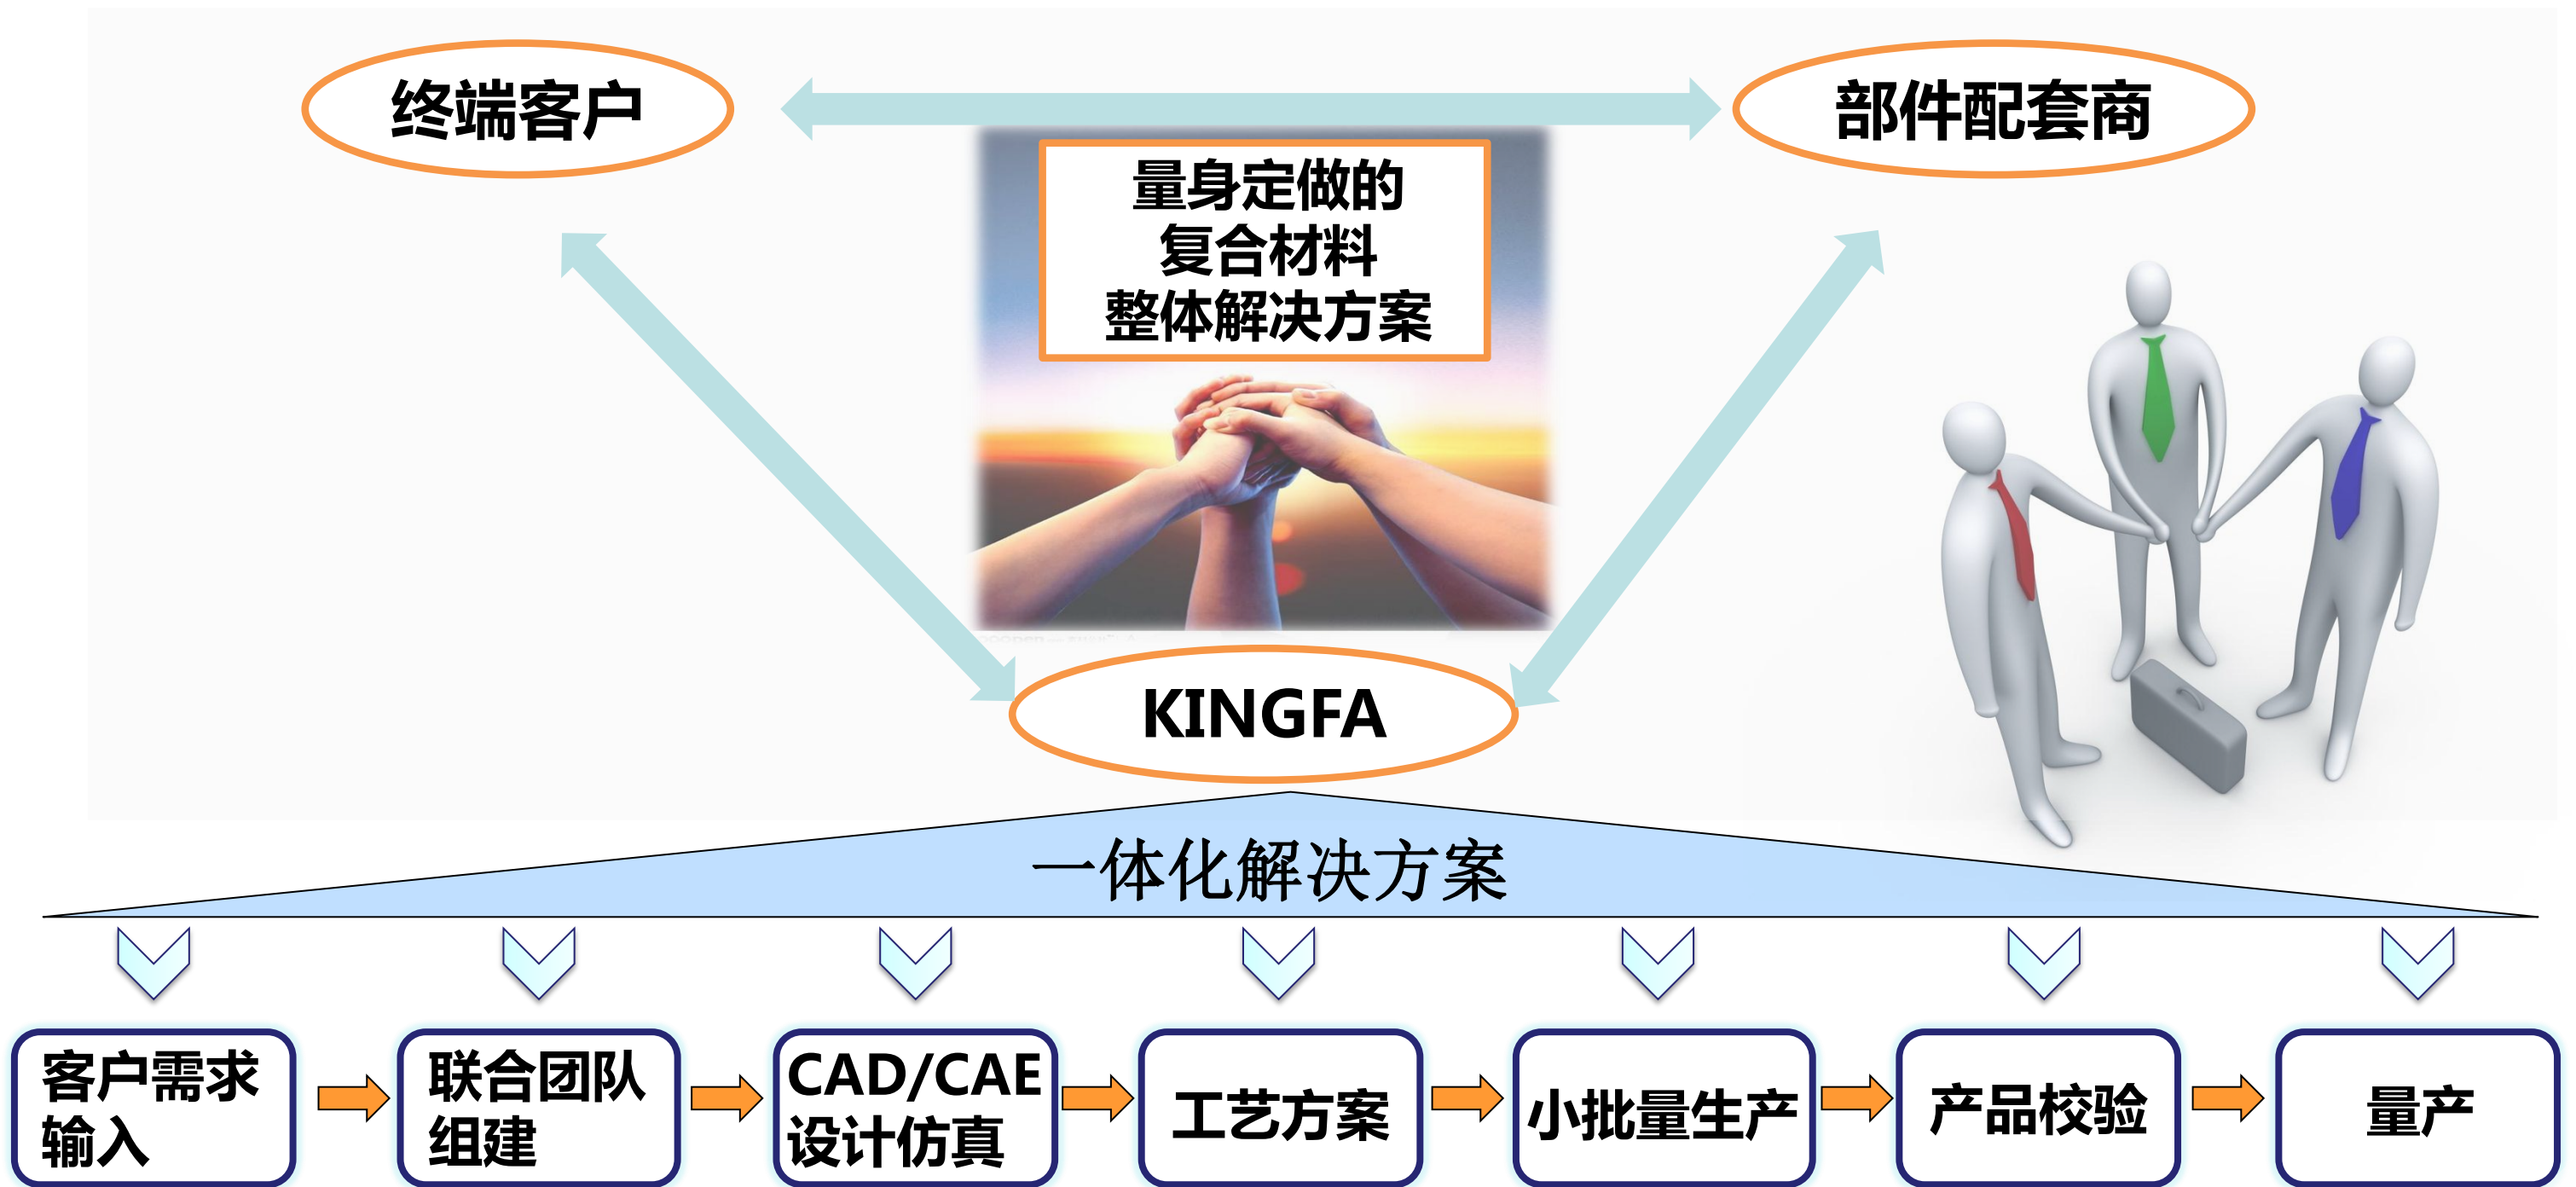 终端客户
部件配套商
量身定做的
复合材料
整体解决方案
KINGFA
一体化解决方案
客户需求
输入
联合团队
组建
CAD/CAE
设计仿真
工艺方案
小批量生产
产品校验
量产